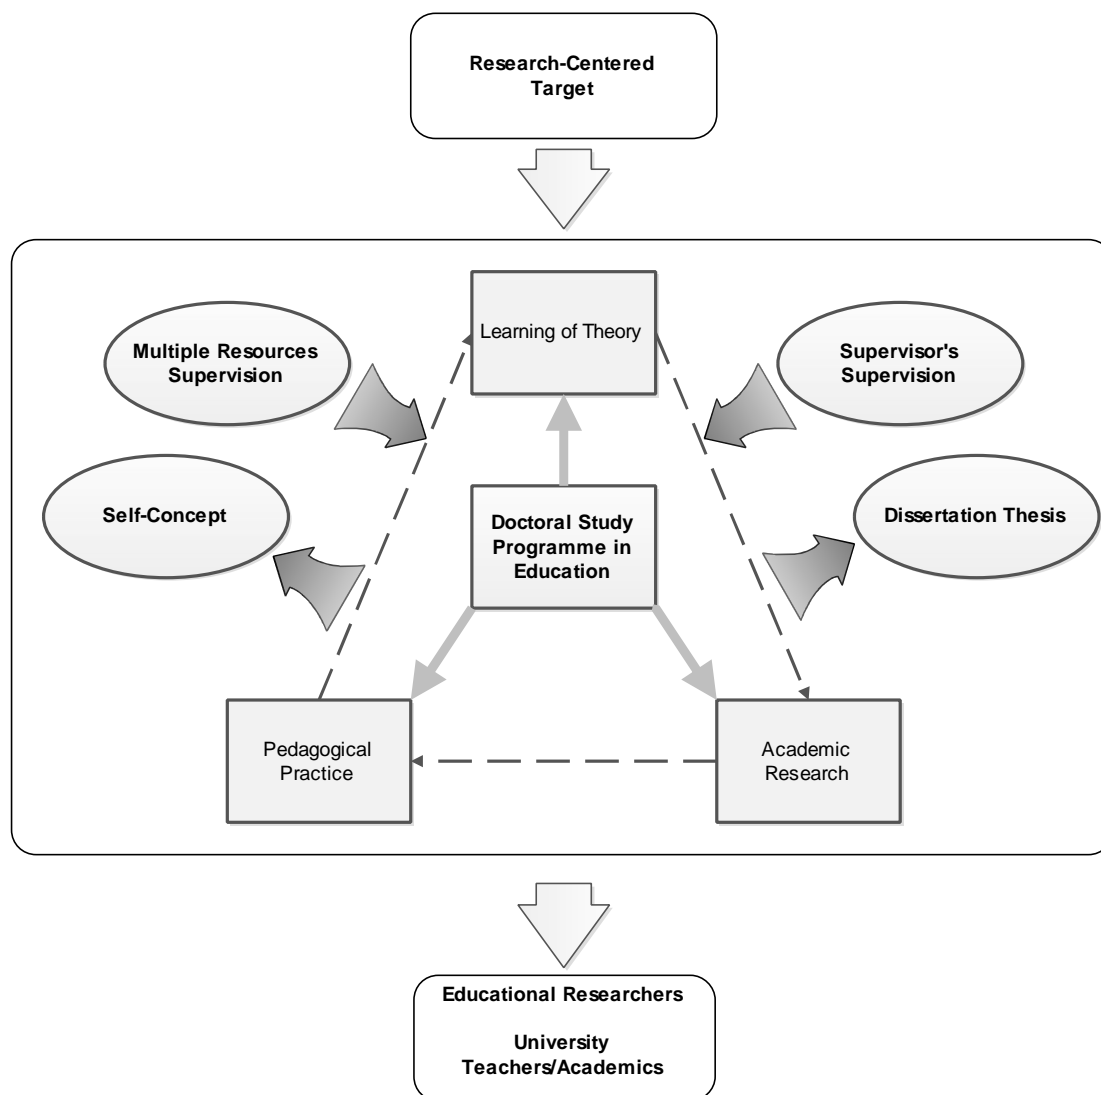 Research-Centered
Target
Learning of Theory
Multiple Resources
Supervision
Supervisor's
Supervision
Self-Concept
Doctoral Study
Programme in
Education
Dissertation Thesis
Pedagogical
Practice
Academic
Research
Educational Researchers
University
Teachers/Academics